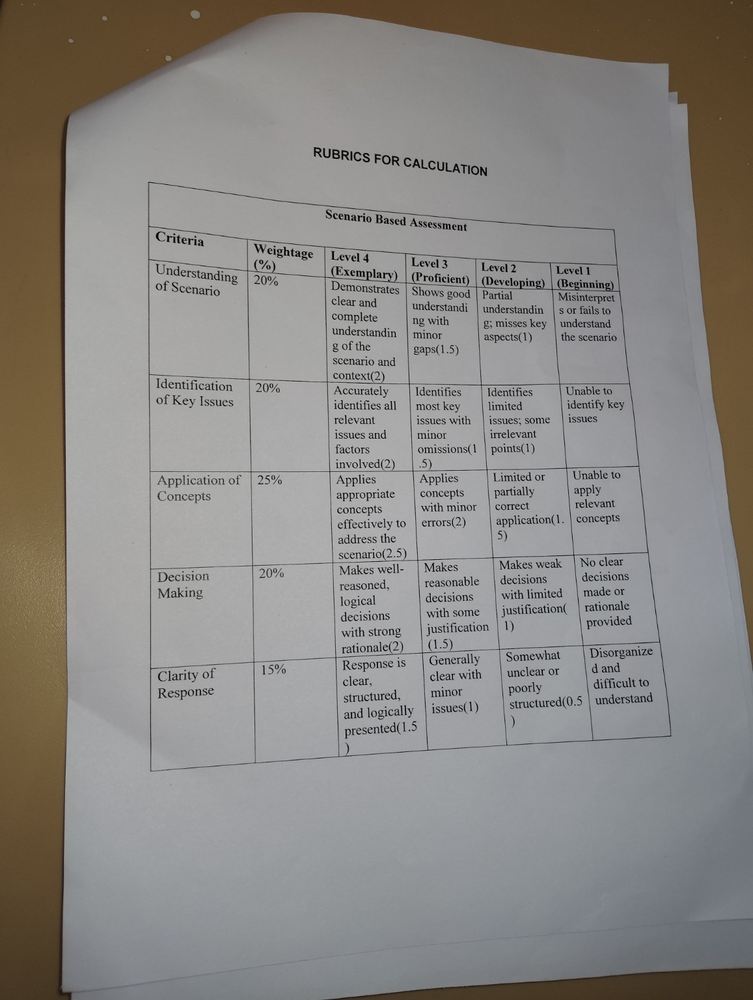 RUBRICS FOR CALCULATION
Scenario Based Assessment
Criteria
Weightage
(%)
Level 4
(Exemplary)
Level 3
(Proficient)
Level 2
(Developing)
Level 1
(Beginning)
Understanding
of Scenario
20%
Demonstrates
clear and
complete
understandin
g of the
scenario and
context(2)
Shows good
understandi
ng with
minor
gaps(1.5)
Partial
understandin
g; misses key
aspects(1)
Misinterpret
s or fails to
understand
the scenario
Identification
of Key Issues
20%
Accurately
identifies all
relevant
issues and
factors
involved(2)
Identifies
most key
issues with
minor
omissions(1
.5)
Identifies
limited
issues; some
irrelevant
points(1)
Unable to
identify key
issues
Application of
Concepts
25%
Applies
appropriate
concepts
effectively to
address the
scenario(2.5)
Applies
concepts
with minor
errors(2)
Limited or
partially
correct
application(1.
5)
Unable to
apply
relevant
concepts
Decision
Making
20%
Makes well-
reasoned,
logical
decisions
with strong
rationale(2)
Makes
reasonable
decisions
with some
justification
(1.5)
Makes weak
decisions
with limited
justification(
1)
No clear
decisions
made or
rationale
provided
Clarity of
Response
15%
Response is
clear,
structured,
and logically
presented(1.5
)
Generally
clear with
minor
issues(1)
Somewhat
unclear or
poorly
structured(0.5
)
Disorganize
d and
difficult to
understand